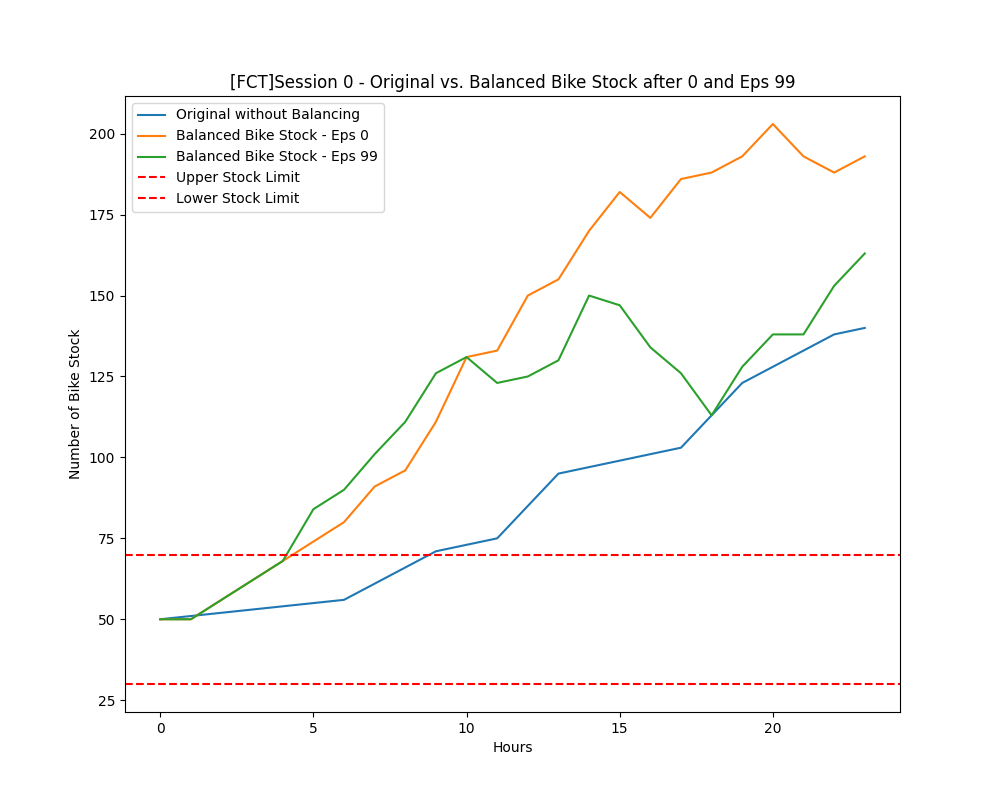 [FCT]Session 0 - Original vs. Balanced Bike Stock after 0 and Eps 99
Original without Balancing
Balanced Bike Stock - Eps 0
Balanced Bike Stock - Eps 99
Upper Stock Limit
Lower Stock Limit
200
175
150
125
100
75
50
25
Number of Bike Stock
0 5 10 15 20
Hours